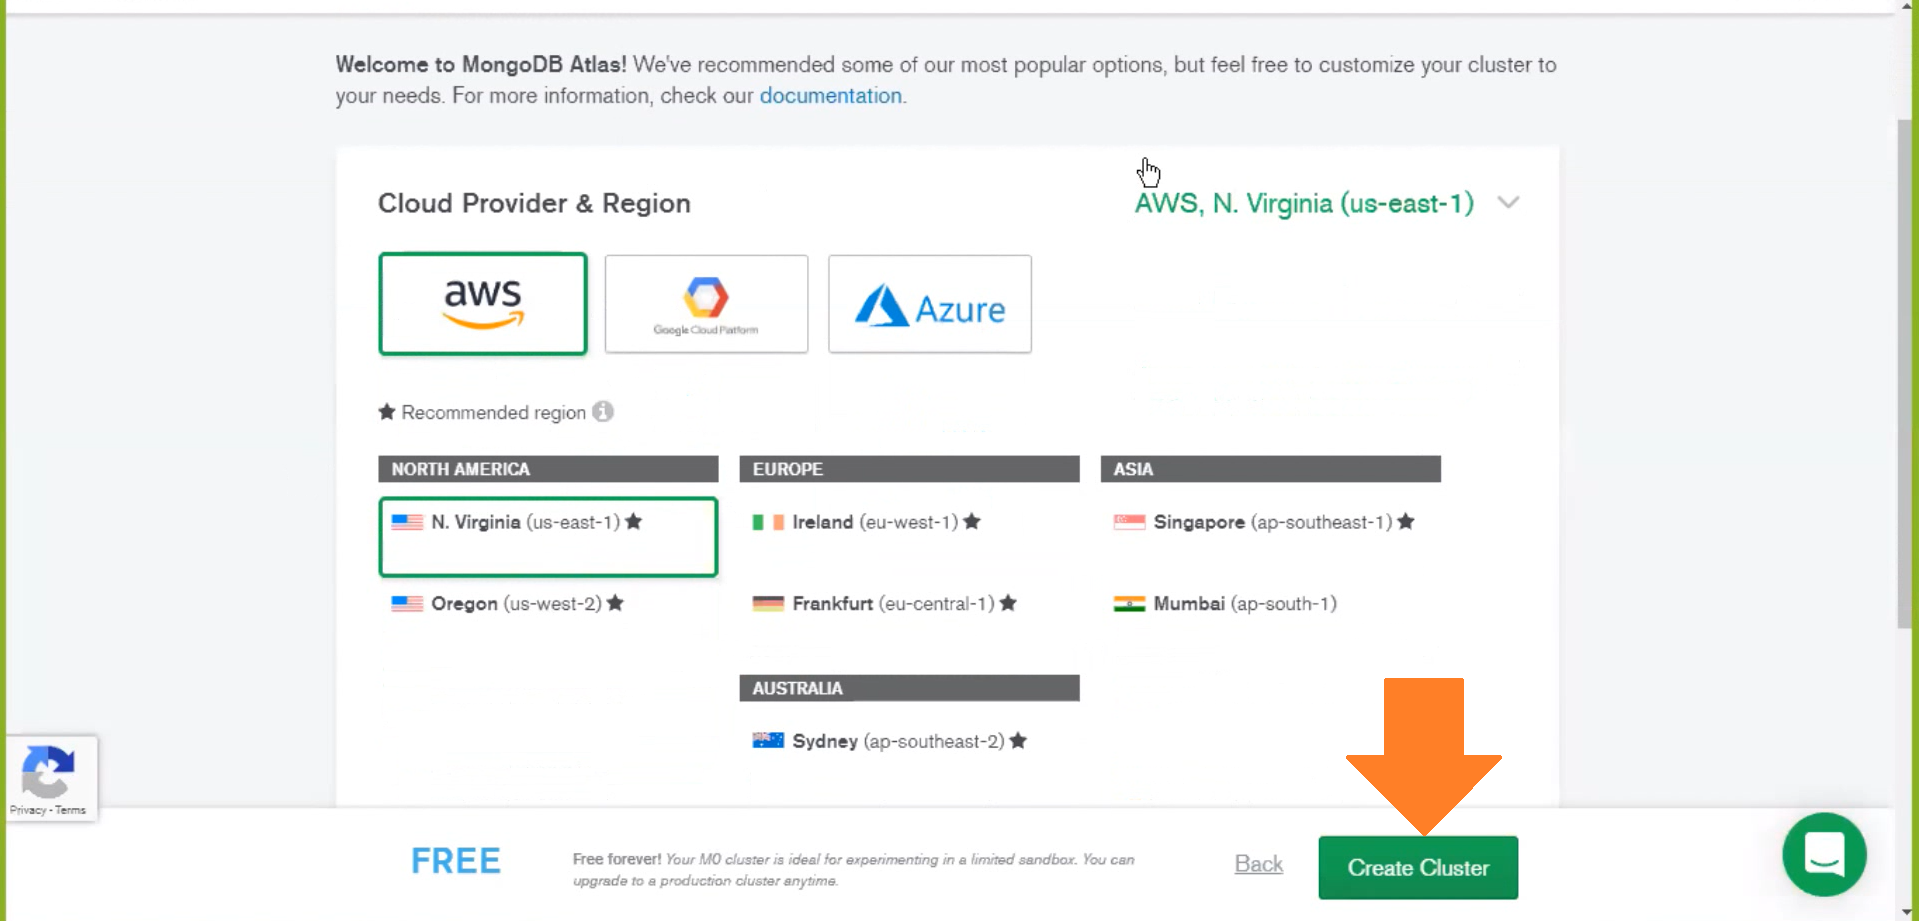 Welcome to MongoDB Atlas! We've recommended some of our most popular options, but feel free to customize your cluster to
your needs. For more information, check our documentation.
Cloud Provider & Region
AWS, N. Virginia (us-east-1)
aws
Google Cloud Platform
Azure
★ Recommended region
NORTH AMERICA
N. Virginia (us-east-1) ★
Oregon (us-west-2) ★
EUROPE
Ireland (eu-west-1) ★
Frankfurt (eu-central-1) ★
ASIA
Singapore (ap-southeast-1) ★
Mumbai (ap-south-1)
AUSTRALIA
Sydney (ap-southeast-2) ★
Privacy - Terms
FREE
Free forever! Your M0 cluster is ideal for experimenting in a limited sandbox. You can
upgrade to a production cluster anytime.
Back
Create Cluster